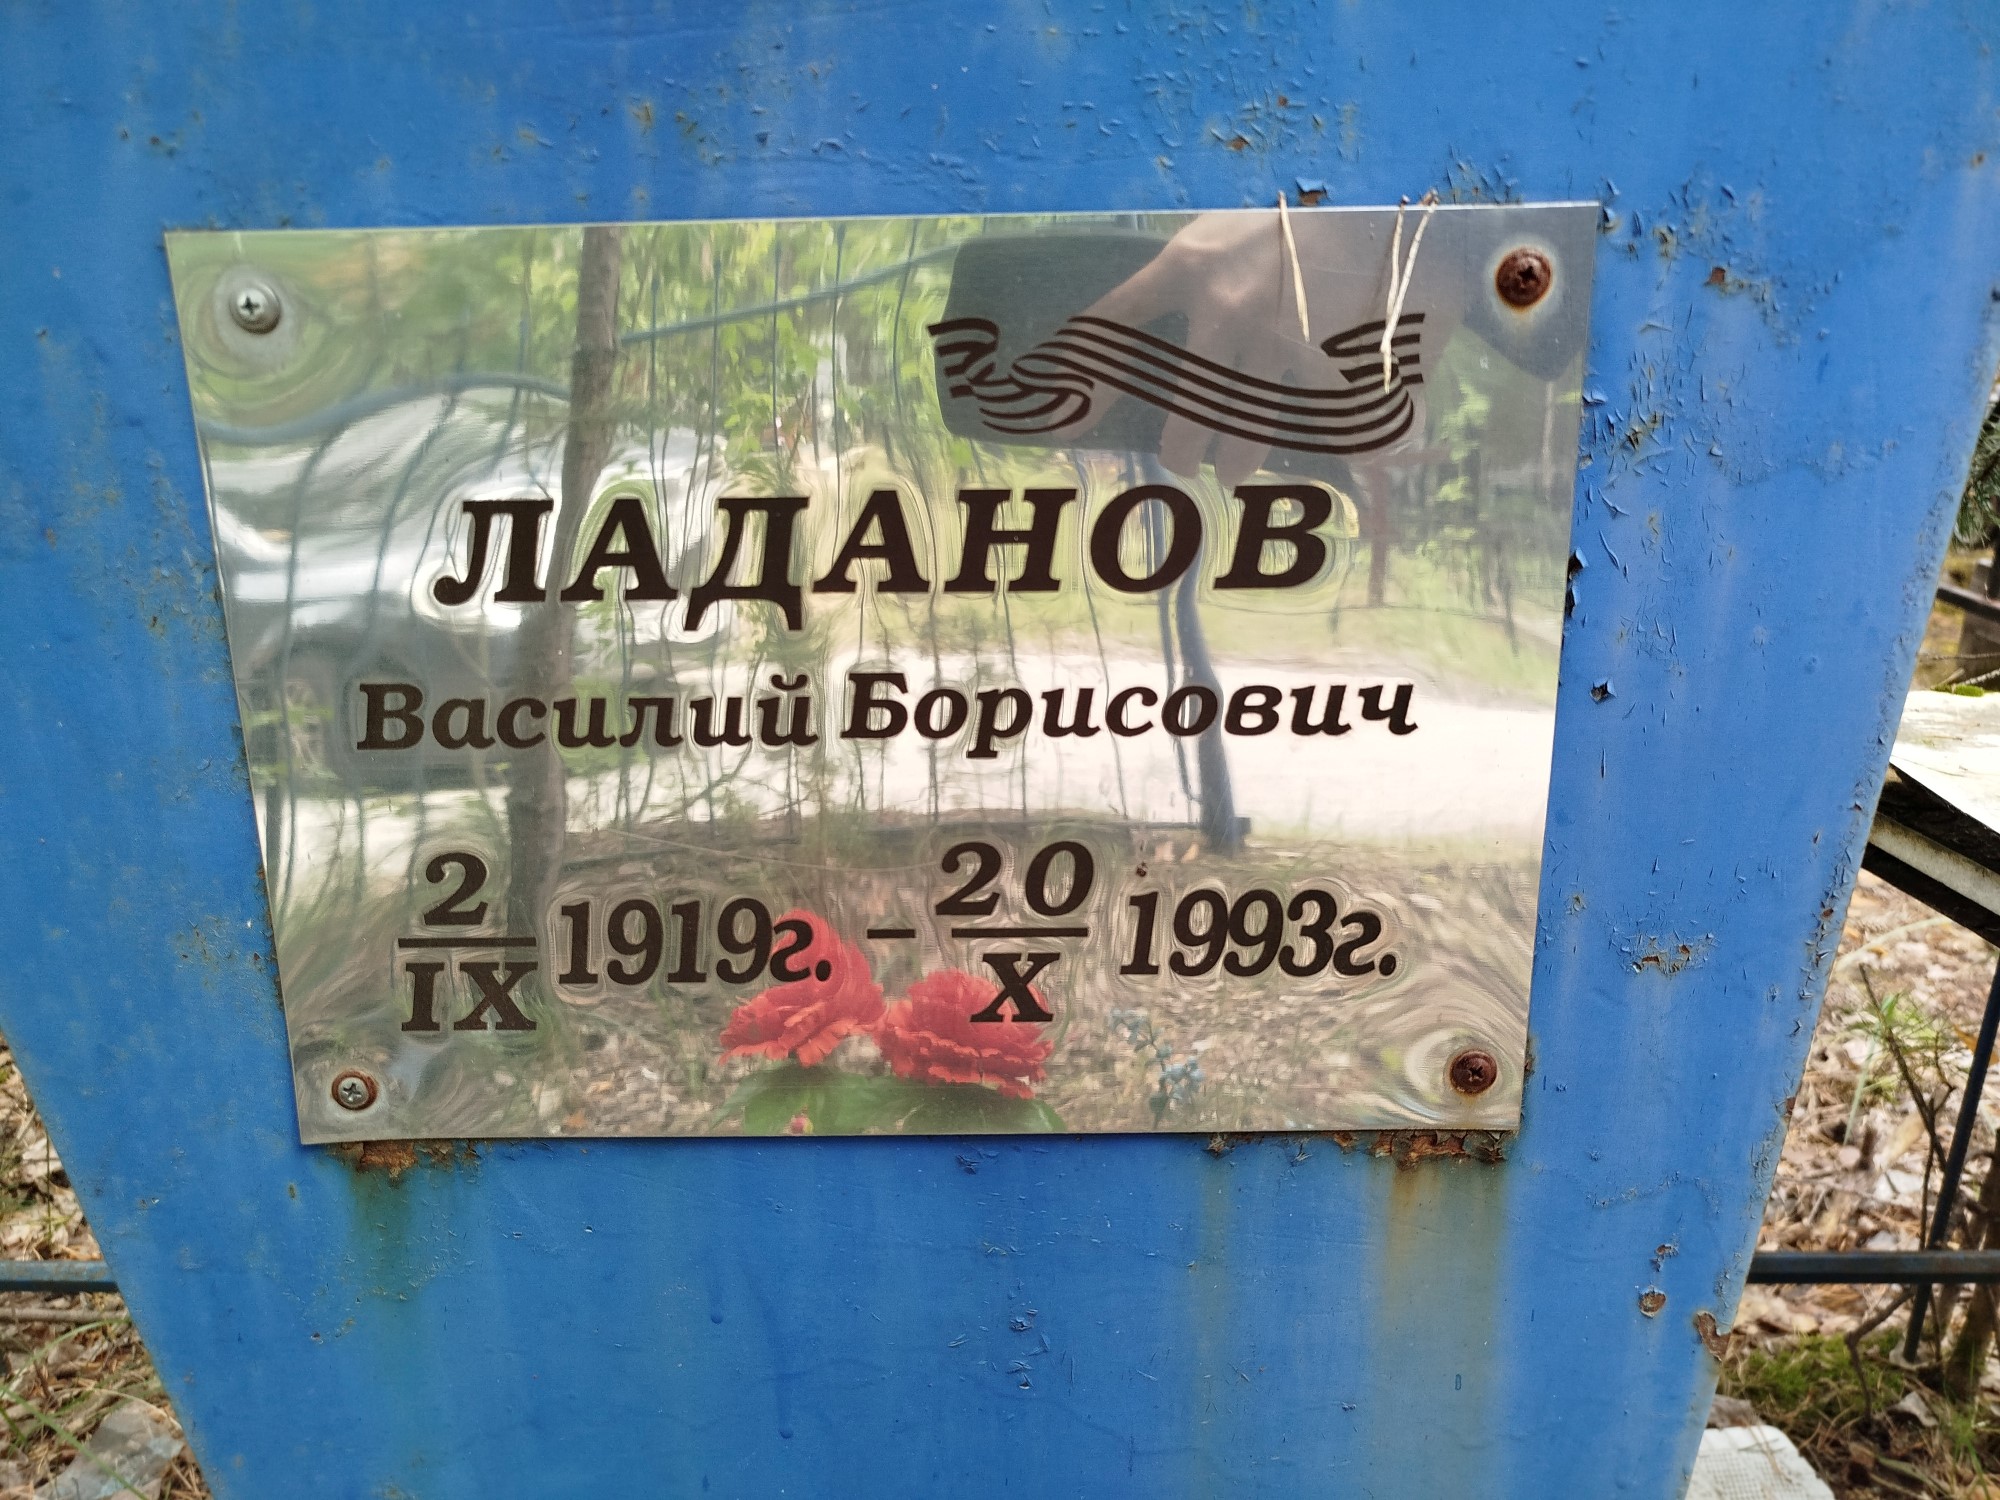 ЛАДАНОВ
Василий Борисович
2/IX 1919г. - 20/X 1993г.